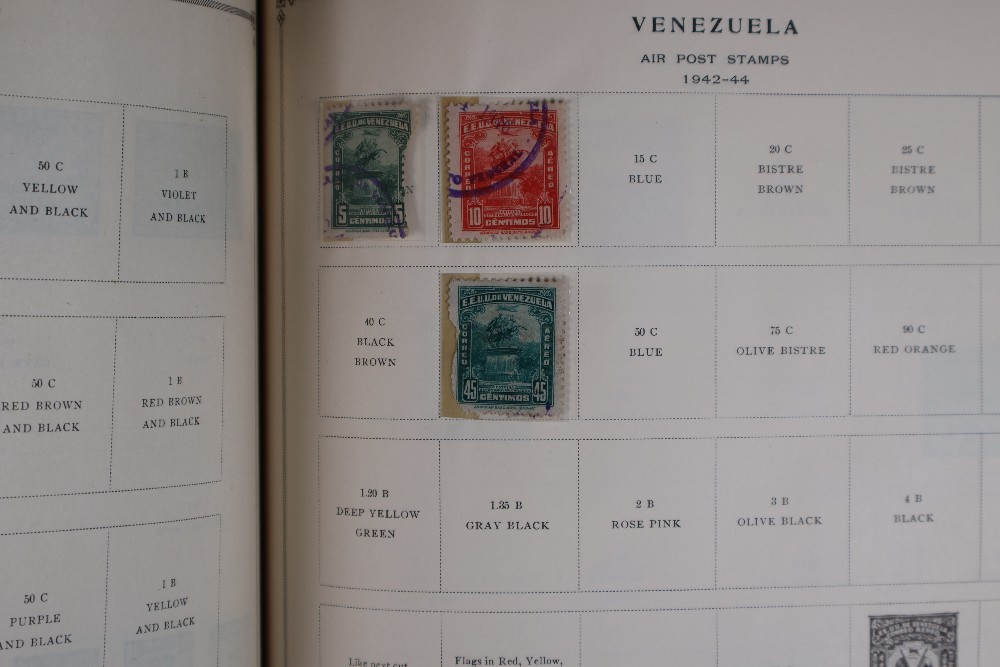 50 C
YELLOW
AND BLACK
1 B
VIOLET
AND BLACK
50 C
RED BROWN
AND BLACK
1 B
RED BROWN
AND BLACK
50 C
PURPLE
AND BLACK
1 B
YELLOW
AND BLACK
VENEZUELA
AIR POST STAMPS
1942-44
E.E.U.U. DE VENEZUELA
CORREO
5
CENTIMOS
E.E.U.U. DE VENEZUELA
CORREO AEREO
10 CENTIMOS 10
15 C
BLUE
20 C
BISTRE
BROWN
25 C
BISTRE
BROWN
40 C
BLACK
BROWN
E.E.U.U. DE VENEZUELA
CORREO AEREO
45 CENTIMOS 45
50 C
BLUE
75 C
OLIVE BISTRE
90 C
RED ORANGE
1.20 B
DEEP YELLOW
GREEN
1.35 B
GRAY BLACK
2 B
ROSE PINK
3 B
OLIVE BLACK
4 B
BLACK
Like next cut
Flags in Red, Yellow,